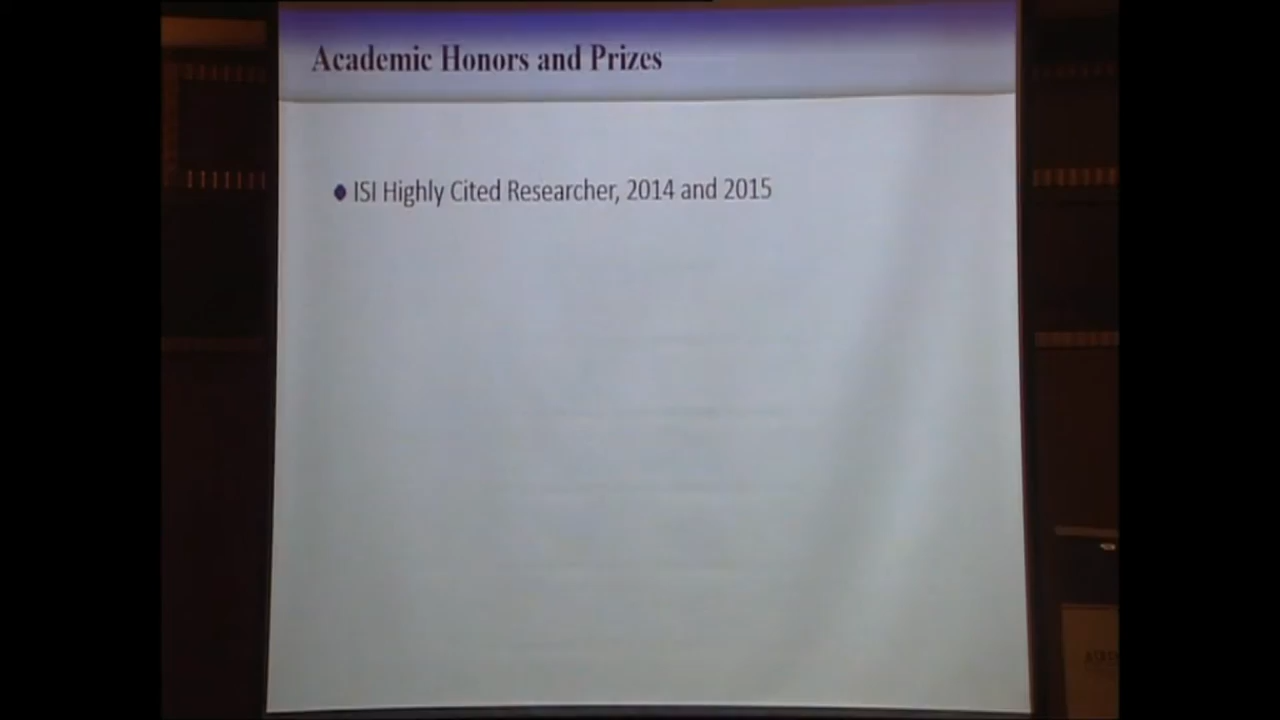 Academic Honors and Prizes
ISI Highly Cited Researcher, 2014 and 2015